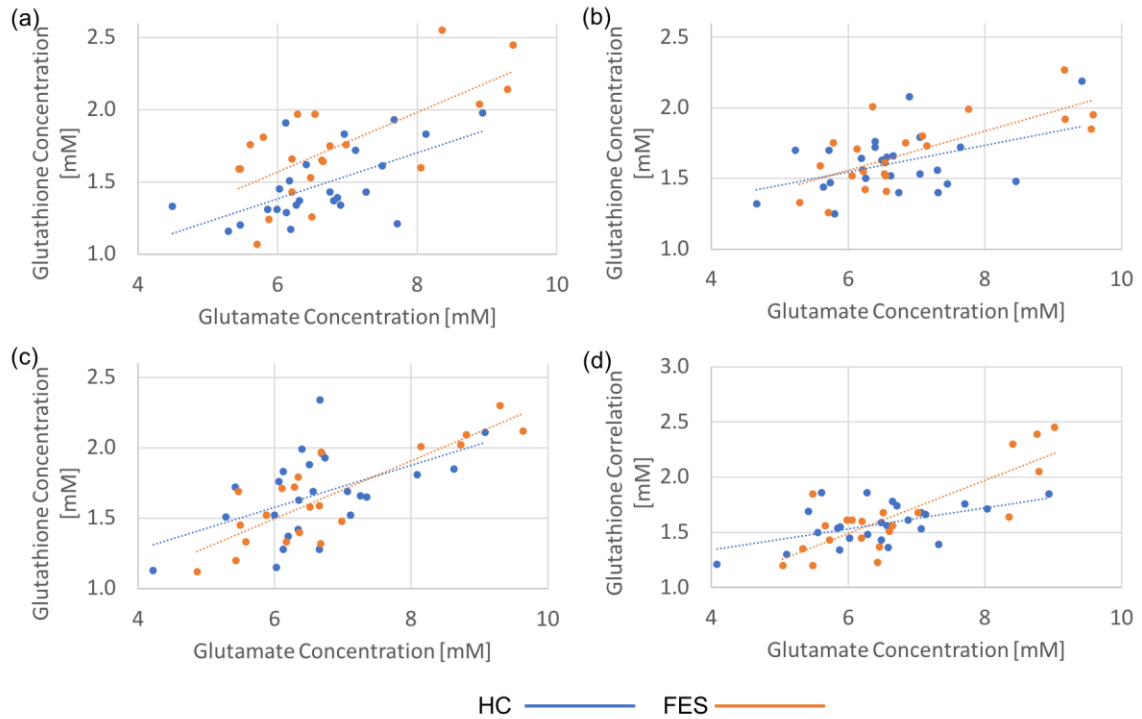 (a)
2.5
2.0
1.5
1.0
4 6 8 10
Glutathione Concentration
[mM]
Glutamate Concentration [mM]
(b)
2.5
2.0
1.5
1.0
4 6 8 10
Glutathione Concentration
[mM]
Glutamate Concentration [mM]
(c)
2.5
2.0
1.5
1.0
4 6 8 10
Glutathione Concentration
[mM]
Glutamate Concentration [mM]
(d)
3.0
2.5
2.0
1.5
1.0
4 6 8 10
Glutathione Correlation
[mM]
Glutamate Concentration [mM]
HC FES